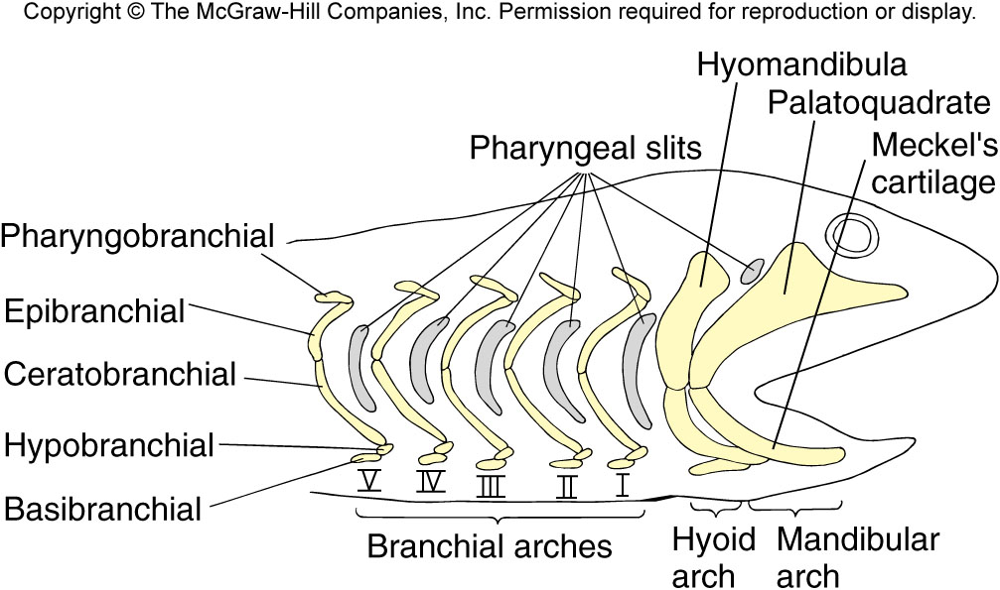 Copyright © The McGraw-Hill Companies, Inc. Permission required for reproduction or display.
Hyomandibula
Palatoquadrate
Meckel's
cartilage
Pharyngeal slits
Pharyngobranchial
Epibranchial
Ceratobranchial
Hypobranchial
Basibranchial
V IV III II I
Branchial arches
Hyoid
arch
Mandibular
arch